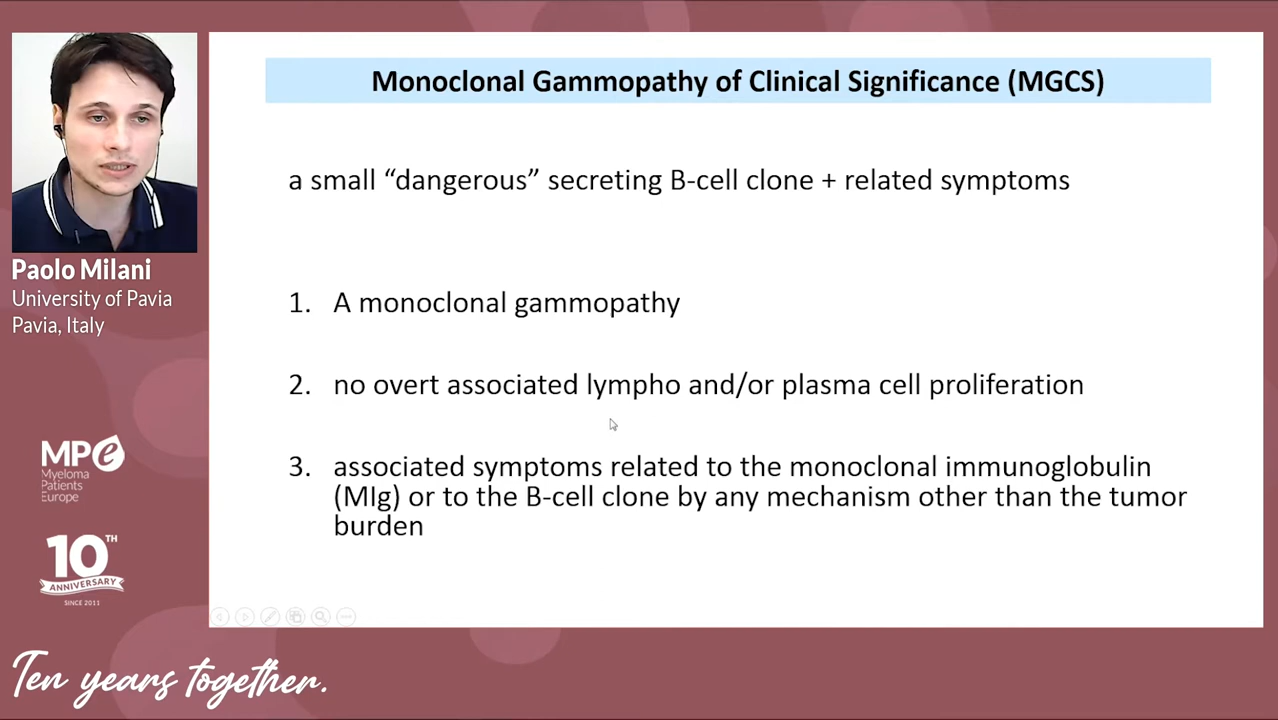 Monoclonal Gammopathy of Clinical Significance (MGCS)
a small “dangerous” secreting B-cell clone + related symptoms
1. A monoclonal gammopathy
2. no overt associated lympho and/or plasma cell proliferation
3. associated symptoms related to the monoclonal immunoglobulin
(MIg) or to the B-cell clone by any mechanism other than the tumor
burden
Paolo Milani
University of Pavia
Pavia, Italy
MPe
Myeloma
Patients
Europe
10TH
ANNIVERSARY
SINCE 2011
Ten years together.